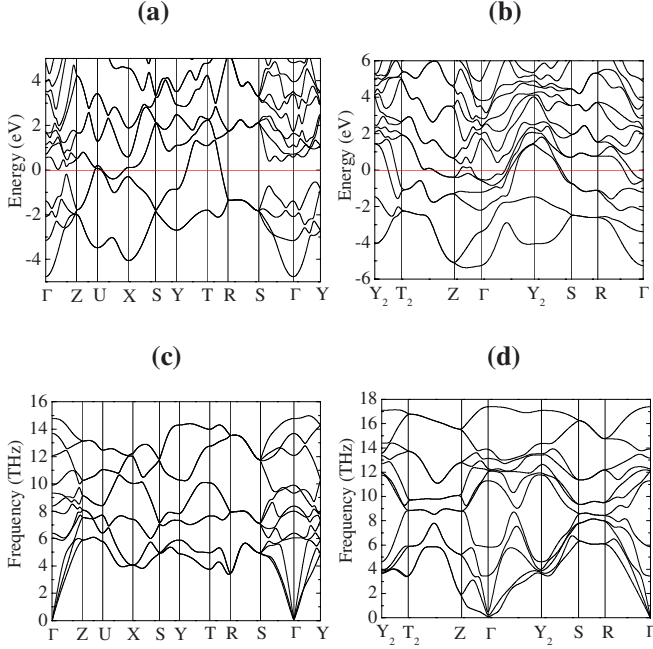 (a)
(b)
Energy (eV)
4
2
0
-2
-4
Γ Z U X S Y T R S Γ Y
Energy (eV)
6
4
2
0
-2
-4
-6
Y₂ T₂ Z Γ Y₂ S R Γ
(c)
(d)
Frequency (THz)
16
14
12
10
8
6
4
2
0
Γ Z U X S Y T R S Γ Y
Frequency (THz)
18
16
14
12
10
8
6
4
2
0
Y₂ T₂ Z Γ Y₂ S R Γ